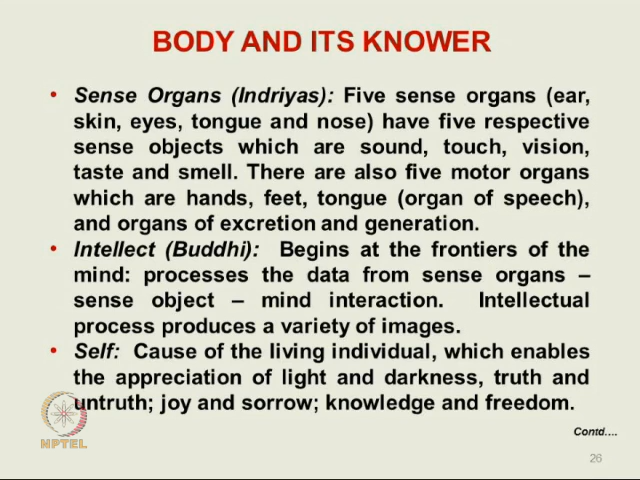 BODY AND ITS KNOWER
• Sense Organs (Indriyas): Five sense organs (ear,
skin, eyes, tongue and nose) have five respective
sense objects which are sound, touch, vision,
taste and smell. There are also five motor organs
which are hands, feet, tongue (organ of speech),
and organs of excretion and generation.
• Intellect (Buddhi): Begins at the frontiers of the
mind: processes the data from sense organs –
sense object – mind interaction. Intellectual
process produces a variety of images.
• Self: Cause of the living individual, which enables
the appreciation of light and darkness, truth and
untruth; joy and sorrow; knowledge and freedom.
Contd….
NPTEL
26